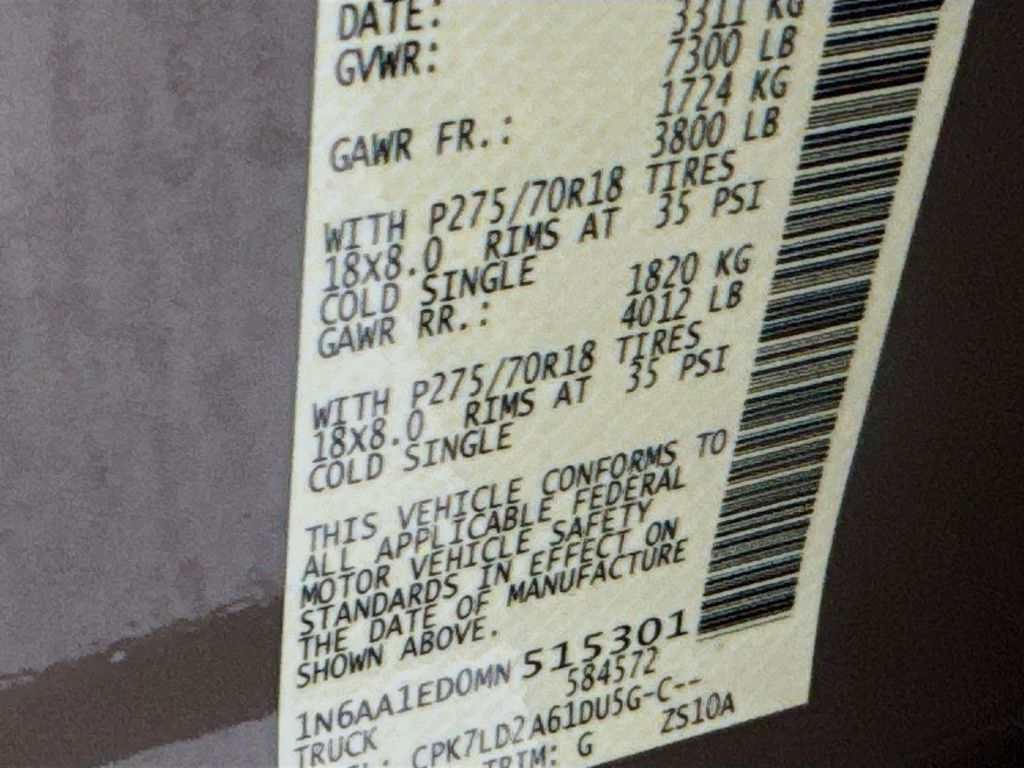 DATE:
3311 KG
GVWR: 7300 LB
1724 KG
GAWR FR.: 3800 LB
WITH P275/70R18 TIRES
18X8.0 RIMS AT 35 PSI
COLD SINGLE
1820 KG
GAWR RR.: 4012 LB
WITH P275/70R18 TIRES
18X8.0 RIMS AT 35 PSI
COLD SINGLE
THIS VEHICLE CONFORMS TO
ALL APPLICABLE FEDERAL
MOTOR VEHICLE SAFETY
STANDARDS IN EFFECT ON
THE DATE OF MANUFACTURE
SHOWN ABOVE.
1N6AA1ED0MN 515301
TRUCK 584572
CPK7LD2A61DU5G-C--
TRIM: G ZS10A